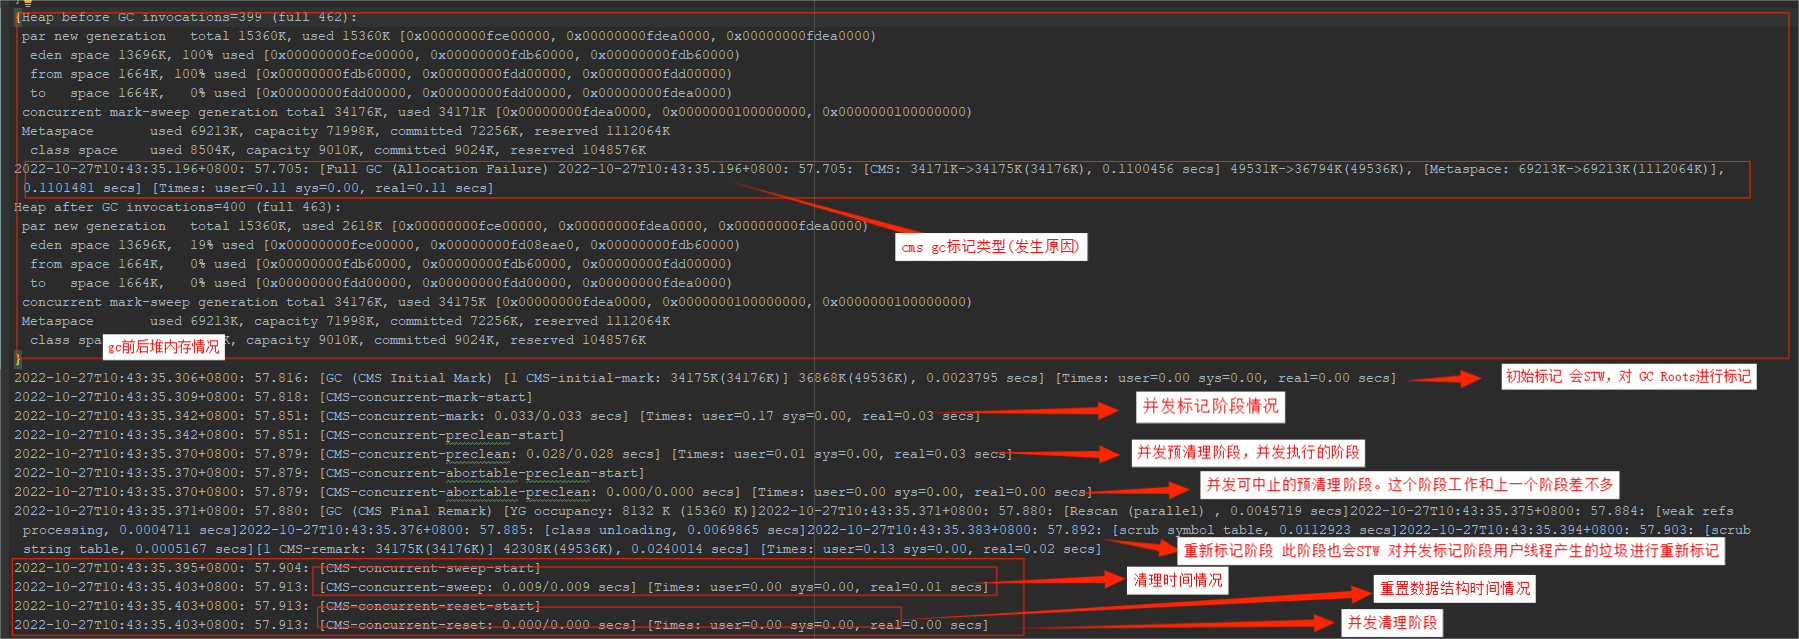 {Heap before GC invocations=399 (full 462):
par new generation   total 15360K, used 15360K [0x00000000fce00000, 0x00000000fdea0000, 0x00000000fdea0000)
eden space 13696K, 100% used [0x00000000fce00000, 0x00000000fdb60000, 0x00000000fdb60000)
from space 1664K, 100% used [0x00000000fdb60000, 0x00000000fdd00000, 0x00000000fdd00000)
to   space 1664K,   0% used [0x00000000fdd00000, 0x00000000fdd00000, 0x00000000fdea0000)
concurrent mark-sweep generation total 34176K, used 34171K [0x00000000fdea0000, 0x0000000100000000, 0x0000000100000000)
Metaspace       used 69213K, capacity 71998K, committed 72256K, reserved 1112064K
class space    used 8504K, capacity 9010K, committed 9024K, reserved 1048576K
2022-10-27T10:43:35.196+0800: 57.705: [Full GC (Allocation Failure) 2022-10-27T10:43:35.196+0800: 57.705: [CMS: 34171K->34175K(34176K), 0.1100456 secs] 49531K->36794K(49536K), [Metaspace: 69213K->69213K(1112064K)],
0.1101481 secs] [Times: user=0.11 sys=0.00, real=0.11 secs]
Heap after GC invocations=400 (full 463):
par new generation   total 15360K, used 2618K [0x00000000fce00000, 0x00000000fdea0000, 0x00000000fdea0000)
eden space 13696K,  19% used [0x00000000fce00000, 0x00000000fd08eae0, 0x00000000fdb60000)
cms gc标记类型(发生原因)
from space 1664K,   0% used [0x00000000fdb60000, 0x00000000fdb60000, 0x00000000fdd00000)
to   space 1664K,   0% used [0x00000000fdd00000, 0x00000000fdd00000, 0x00000000fdea0000)
concurrent mark-sweep generation total 34176K, used 34175K [0x00000000fdea0000, 0x0000000100000000, 0x0000000100000000)
Metaspace       used 69213K, capacity 71998K, committed 72256K, reserved 1112064K
class spa K, capacity 9010K, committed 9024K, reserved 1048576K
gc前后堆内存情况
}
2022-10-27T10:43:35.306+0800: 57.816: [GC (CMS Initial Mark) [1 CMS-initial-mark: 34175K(34176K)] 36868K(49536K), 0.0023795 secs] [Times: user=0.00 sys=0.00, real=0.00 secs]
初始标记 会STW，对 GC Roots进行标记
2022-10-27T10:43:35.309+0800: 57.818: [CMS-concurrent-mark-start]
2022-10-27T10:43:35.342+0800: 57.851: [CMS-concurrent-mark: 0.033/0.033 secs] [Times: user=0.17 sys=0.00, real=0.03 secs]
并发标记阶段情况
2022-10-27T10:43:35.342+0800: 57.851: [CMS-concurrent-preclean-start]
2022-10-27T10:43:35.370+0800: 57.879: [CMS-concurrent-preclean: 0.028/0.028 secs] [Times: user=0.01 sys=0.00, real=0.03 secs]
并发预清理阶段，并发执行的阶段
2022-10-27T10:43:35.370+0800: 57.879: [CMS-concurrent-abortable-preclean-start]
2022-10-27T10:43:35.370+0800: 57.879: [CMS-concurrent-abortable-preclean: 0.000/0.000 secs] [Times: user=0.00 sys=0.00, real=0.00 secs]
并发可中止的预清理阶段。这个阶段工作和上一个阶段差不多
2022-10-27T10:43:35.371+0800: 57.880: [GC (CMS Final Remark) [YG occupancy: 8132 K (15360 K)]2022-10-27T10:43:35.371+0800: 57.880: [Rescan (parallel) , 0.0045719 secs]2022-10-27T10:43:35.375+0800: 57.884: [weak refs
processing, 0.0004711 secs]2022-10-27T10:43:35.376+0800: 57.885: [class unloading, 0.0069865 secs]2022-10-27T10:43:35.383+0800: 57.892: [scrub symbol table, 0.0112923 secs]2022-10-27T10:43:35.394+0800: 57.903: [scrub
string table, 0.0005167 secs][1 CMS-remark: 34175K(34176K)] 42308K(49536K), 0.0240014 secs] [Times: user=0.13 sys=0.00, real=0.02 secs]
重新标记阶段 此阶段也会STW 对并发标记阶段用户线程产生的垃圾进行重新标记
2022-10-27T10:43:35.395+0800: 57.904: [CMS-concurrent-sweep-start]
2022-10-27T10:43:35.403+0800: 57.913: [CMS-concurrent-sweep: 0.009/0.009 secs] [Times: user=0.00 sys=0.00, real=0.01 secs]
清理时间情况
2022-10-27T10:43:35.403+0800: 57.913: [CMS-concurrent-reset-start]
重置数据结构时间情况
2022-10-27T10:43:35.403+0800: 57.913: [CMS-concurrent-reset: 0.000/0.000 secs] [Times: user=0.00 sys=0.00, real=0.00 secs]
并发清理阶段